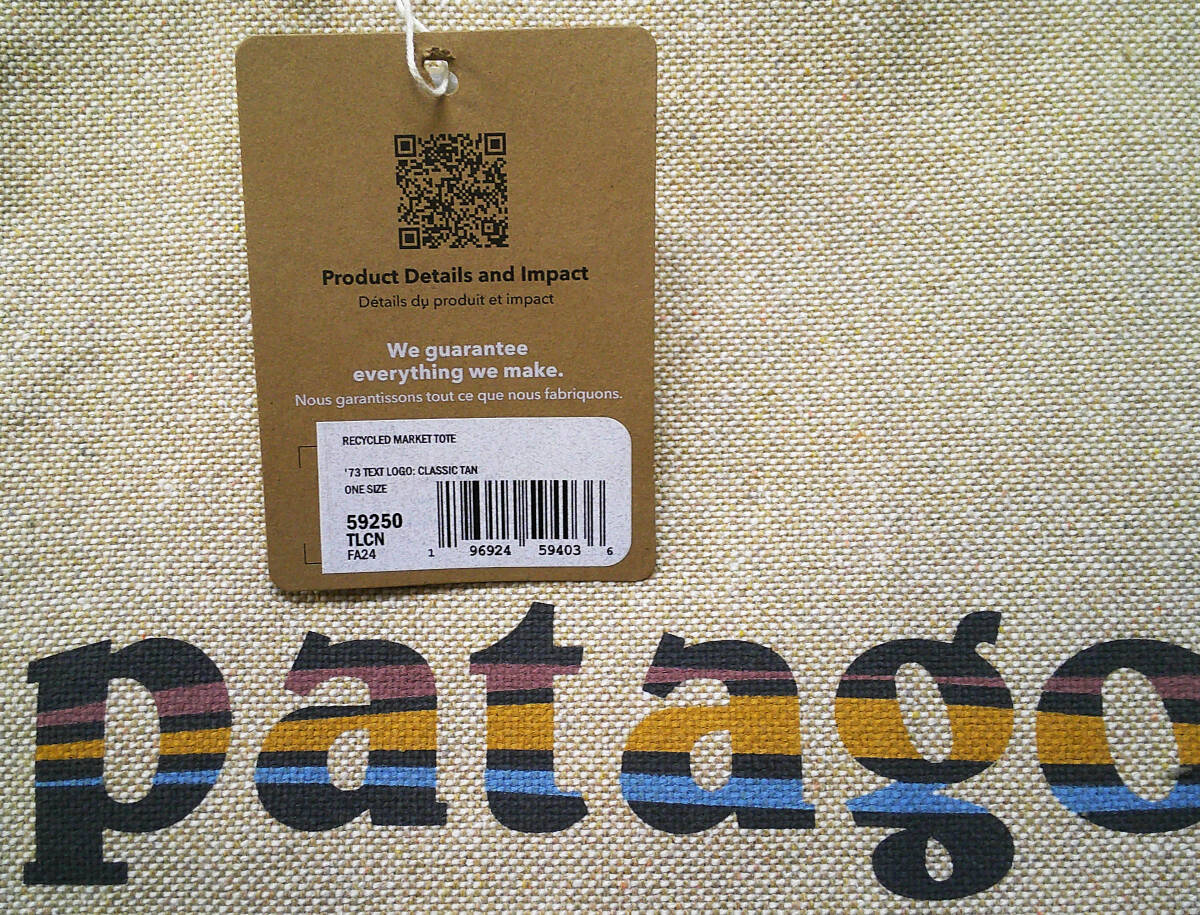 Product Details and Impact
Détails du produit et impact
We guarantee
everything we make.
Nous garantissons tout ce que nous fabriquons.
RECYCLED MARKET TOTE
'73 TEXT LOGO: CLASSIC TAN
ONE SIZE
59250
TLCN
FA24
1 96924 59403 6
patago